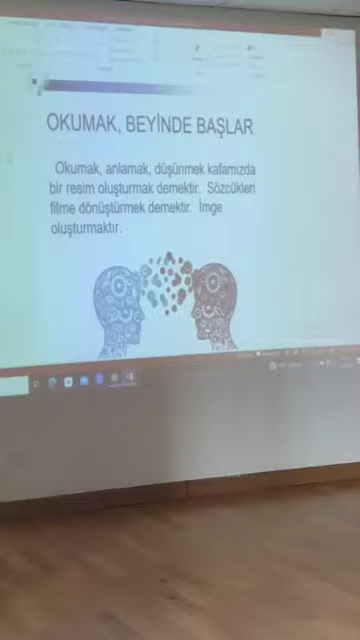 OKUMAK, BEYİNDE BAŞLAR
Okumak, anlamak, düşünmek kafamızda
bir resim oluşturmak demektir. Sözcükleri
filme dönüştürmek demektir. İmge
oluşturmaktır.